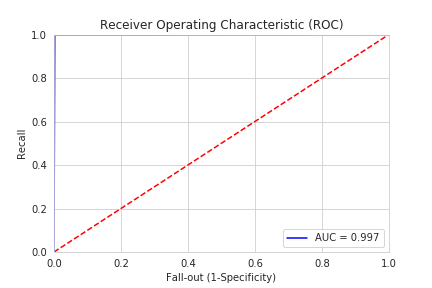 Receiver Operating Characteristic (ROC)
1.0
0.8
0.6
0.4
0.2
0.0
Recall
0.0 0.2 0.4 0.6 0.8 1.0
Fall-out (1-Specificity)
AUC = 0.997